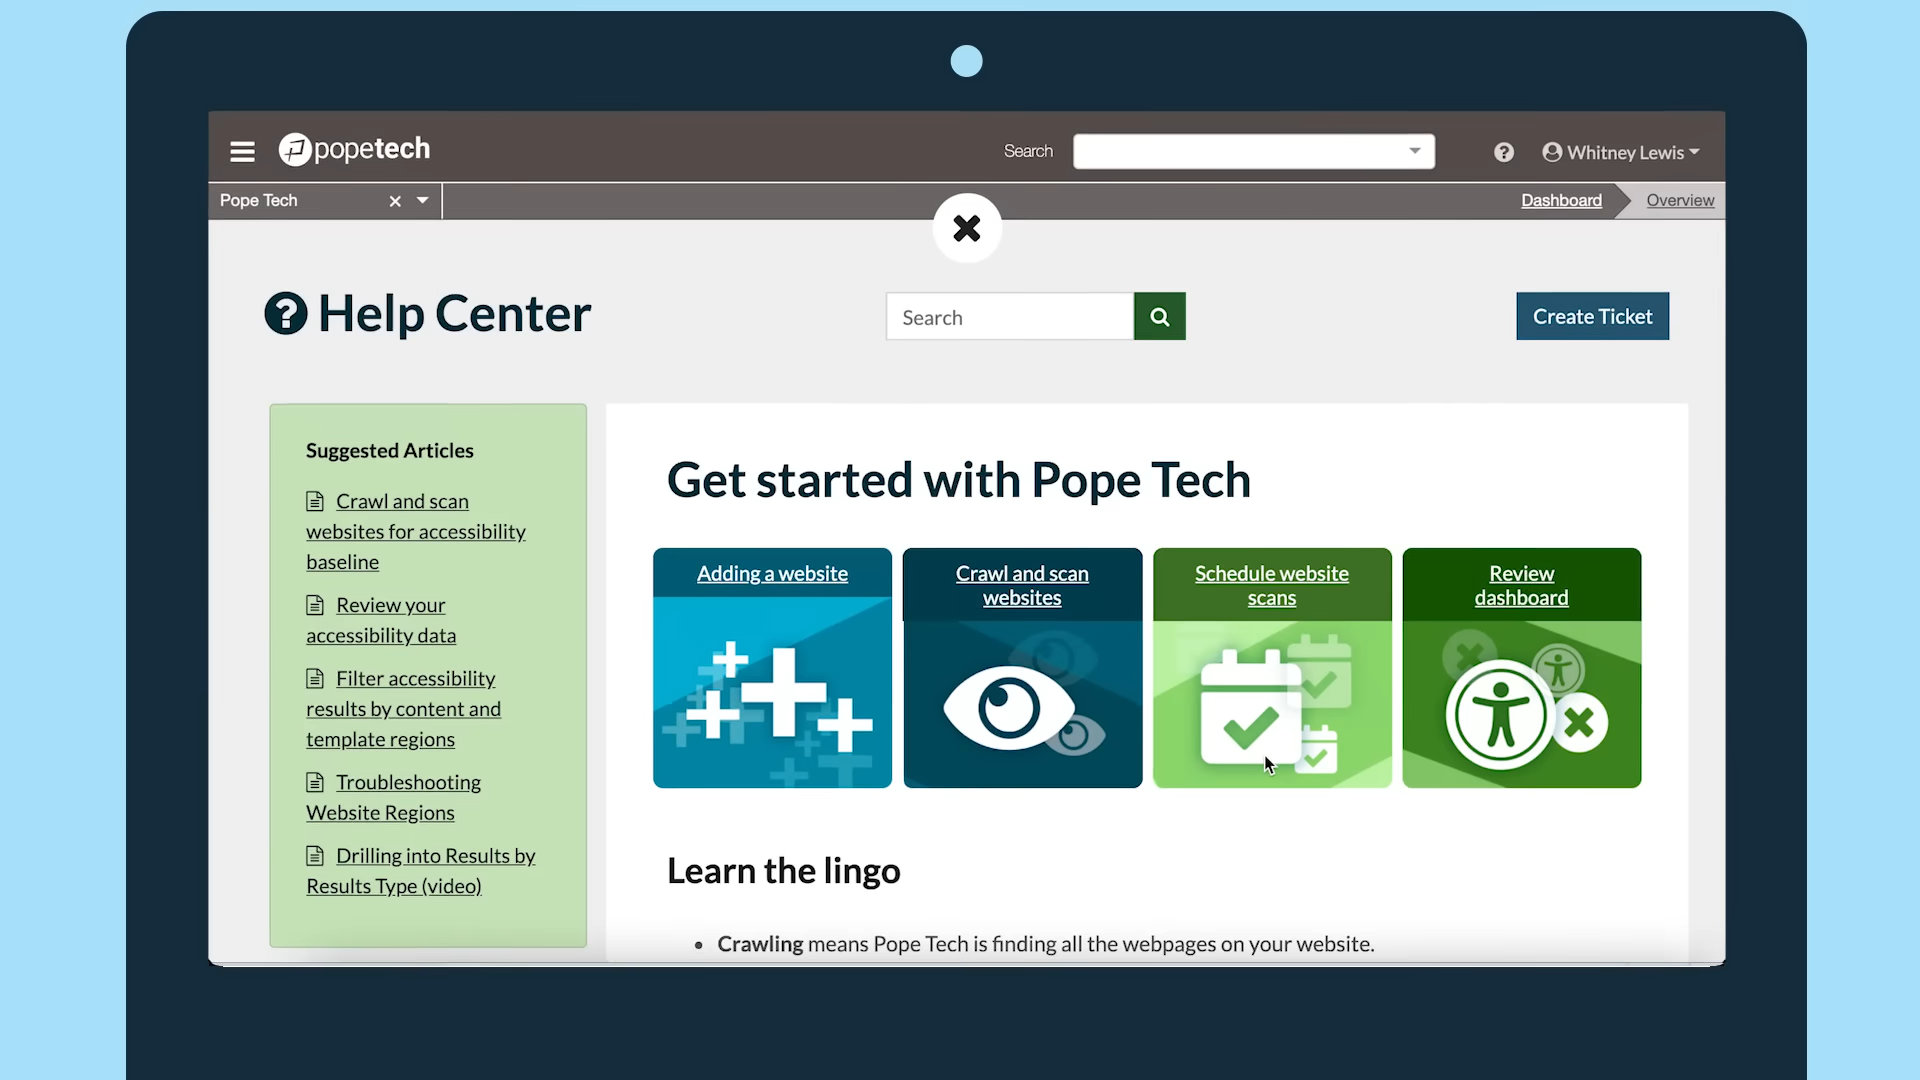 popetech
Search
Whitney Lewis
Pope Tech
Dashboard
Overview
Help Center
Search
Create Ticket
Suggested Articles
Crawl and scan
websites for accessibility
baseline
Review your
accessibility data
Filter accessibility
results by content and
template regions
Troubleshooting
Website Regions
Drilling into Results by
Results Type (video)
Get started with Pope Tech
Adding a website
Crawl and scan
websites
Schedule website
scans
Review
dashboard
Learn the lingo
• Crawling means Pope Tech is finding all the webpages on your website.